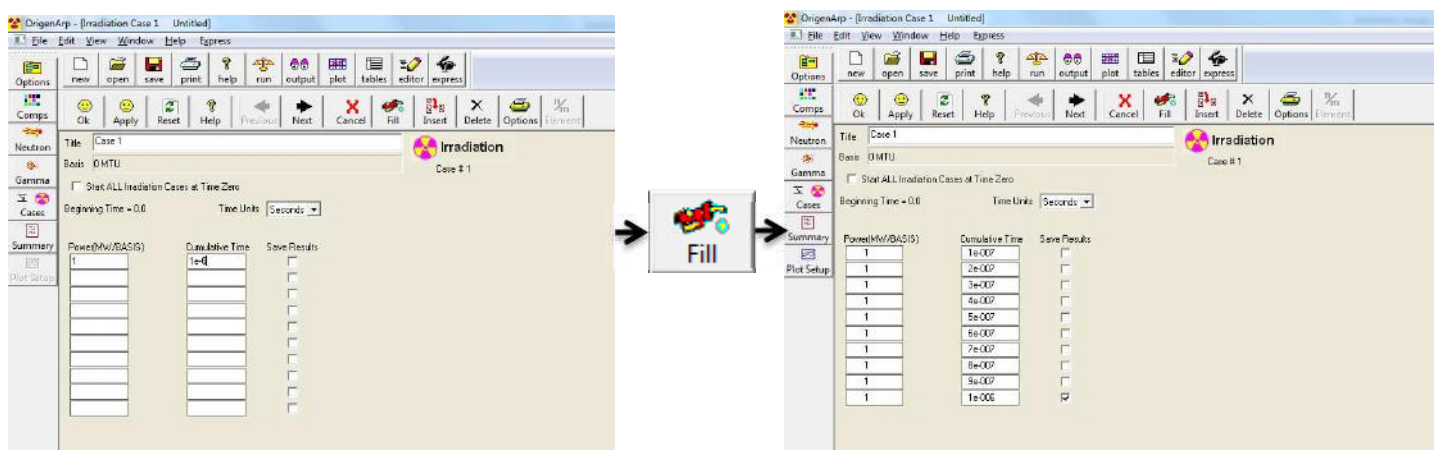 OrigenArp - [Irradiation Case 1 Untitled]
File Edit View Window Help Express
Options new open save print help run output plot tables editor express
Comps Ok Apply Reset Help Previous Next Cancel Fill Insert Delete Options Element
Neutron
Gamma
Cases
Summary
Plot Setup
Title Case 1
Irradiation
Basis 0 MTU
Case # 1
Start ALL Irradiation Cases at Time Zero
Beginning Time = 0.0 Time Units Seconds
Power(MW/BASIS) Cumulative Time Save Results
1 1e-6
Fill
OrigenArp - [Irradiation Case 1 Untitled]
File Edit View Window Help Express
Options new open save print help run output plot tables editor express
Comps Ok Apply Reset Help Previous Next Cancel Fill Insert Delete Options Element
Neutron
Gamma
Cases
Summary
Plot Setup
Title Case 1
Irradiation
Basis 0 MTU
Case # 1
Start ALL Irradiation Cases at Time Zero
Beginning Time = 0.0 Time Units Seconds
Power(MW/BASIS) Cumulative Time Save Results
1 1e-007
1 2e-007
1 3e-007
1 4e-007
1 5e-007
1 6e-007
1 7e-007
1 8e-007
1 9e-007
1 1e-006